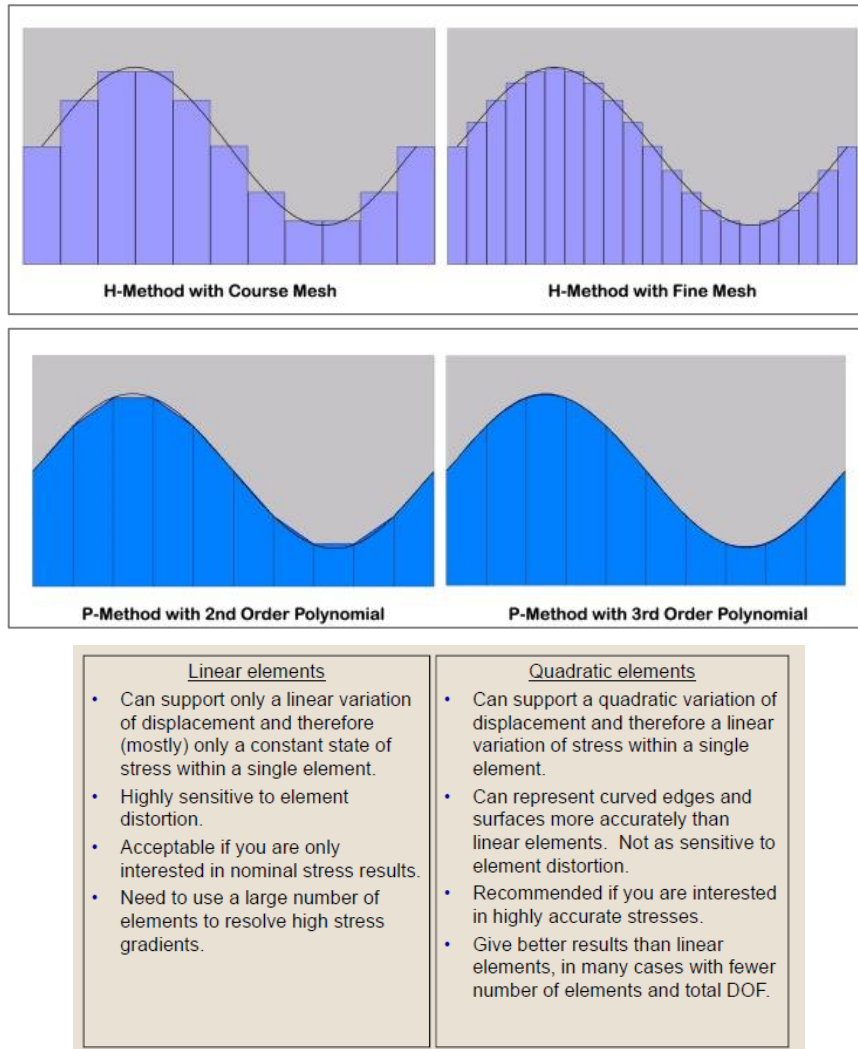 H-Method with Course Mesh
H-Method with Fine Mesh
P-Method with 2nd Order Polynomial
P-Method with 3rd Order Polynomial
Linear elements
• Can support only a linear variation
of displacement and therefore
(mostly) only a constant state of
stress within a single element.
• Highly sensitive to element
distortion.
• Acceptable if you are only
interested in nominal stress results.
• Need to use a large number of
elements to resolve high stress
gradients.
Quadratic elements
• Can support a quadratic variation of
displacement and therefore a linear
variation of stress within a single
element.
• Can represent curved edges and
surfaces more accurately than
linear elements. Not as sensitive to
element distortion.
• Recommended if you are interested
in highly accurate stresses.
• Give better results than linear
elements, in many cases with fewer
number of elements and total DOF.